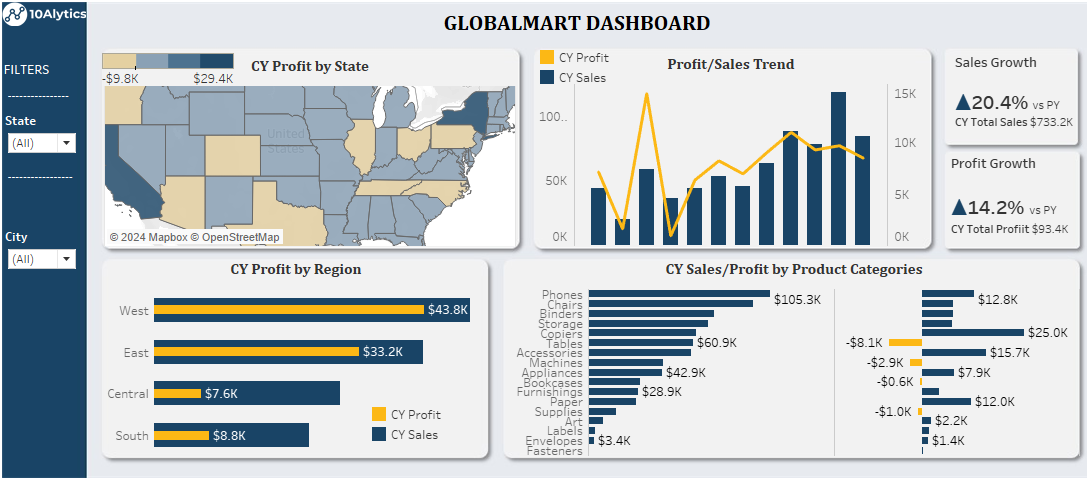 10Alytics
GLOBALMART DASHBOARD
FILTERS
----------------
State
(All)
-----------------
City
(All)
-$9.8K
$29.4K
CY Profit by State
United States
© 2024 Mapbox © OpenStreetMap
CY Profit
CY Sales
Profit/Sales Trend
100..
50K
0K
15K
10K
5K
0K
Sales Growth
▲20.4% vs PY
CY Total Sales $733.2K
Profit Growth
▲14.2% vs PY
CY Total Profiit $93.4K
CY Profit by Region
West $43.8K
East $33.2K
Central $7.6K
South $8.8K
CY Profit
CY Sales
CY Sales/Profit by Product Categories
Phones $105.3K $12.8K
Chairs
Binders
Storage
Copiers $25.0K
Tables $60.9K -$8.1K
Accessories $15.7K
Machines -$2.9K
Appliances $42.9K $7.9K
Bookcases -$0.6K
Furnishings $28.9K
Paper $12.0K
Supplies -$1.0K
Art $2.2K
Labels
Envelopes $3.4K $1.4K
Fasteners